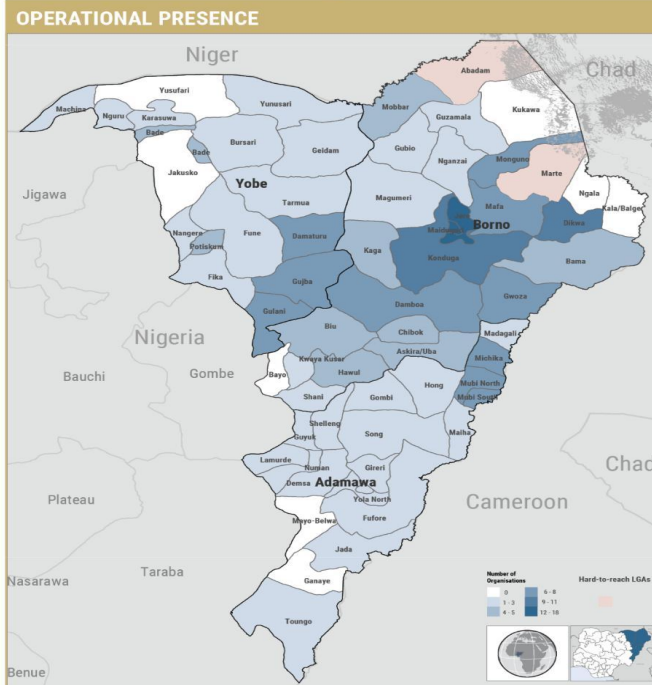 OPERATIONAL PRESENCE
Niger
Chad
Abadam
Yusufari
Machina
Yunusari
Mobbar
Kukawa
Nguru
Karasuwa
Guzamala
Bade
Bursari
Geidam
Gubio
Bade
Nganzai
Monguno
Jakusko
Marte
Jigawa
Yobe
Ngala
Magumeri
Kala/Balge
Tarmua
Mafa
Borno
Dikwa
Nangere
Fune
Damaturu
Potiskum
Kaga
Konduga
Bama
Fika
Gujba
Gwoza
Damboa
Gulani
Nigeria
Biu
Chibok
Madagali
Askira/Uba
Kwaya Kusar
Michika
Gombe
Bauchi
Bayo
Hawul
Hong
Mubi North
Mubi South
Shani
Gombi
Shelleng
Song
Maiha
Guyuk
Lamurde
Numan
Gireri
Chad
Demsa
Adamawa
Plateau
Yola North
Cameroon
Mayo-Belwa
Fufore
Jada
Taraba
Nasarawa
Ganaye
Toungo
Benue
Number of
Organisations
0
1 - 3
4 - 5
6 - 8
9 - 11
12 - 18
Hard-to-reach LGAs